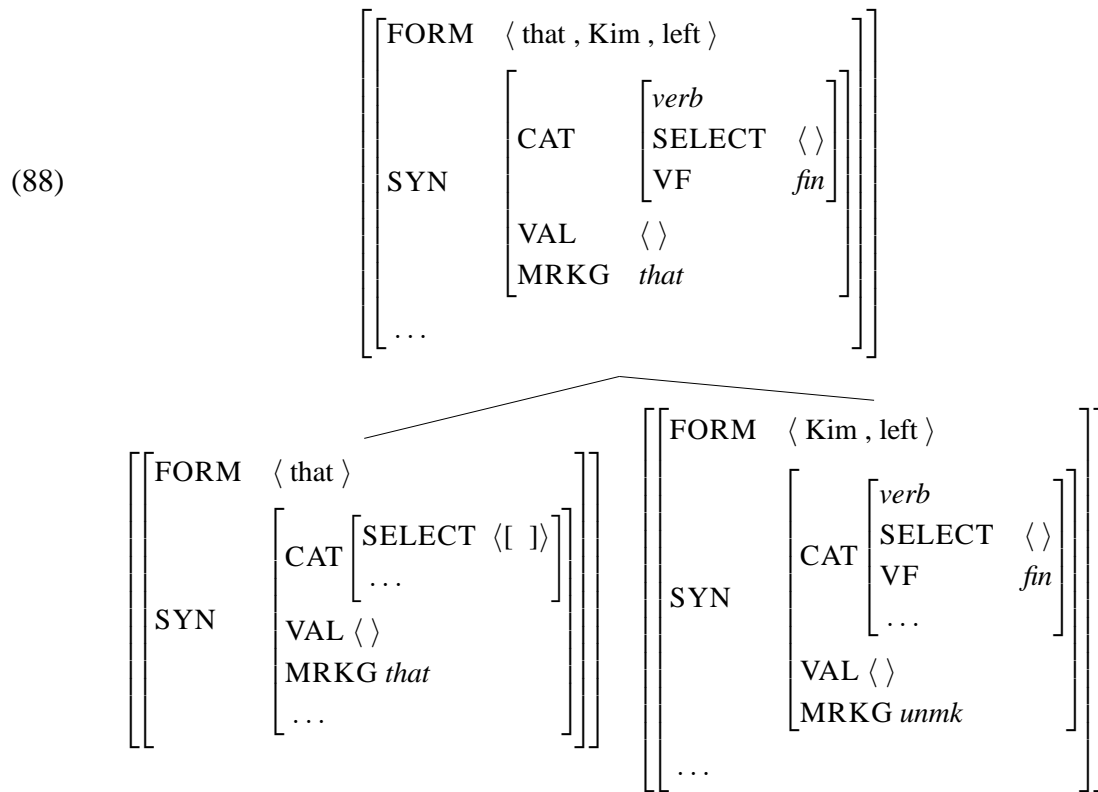 FORM ⟨ that , Kim , left ⟩
verb
CAT SELECT ⟨ ⟩
(88) SYN VF fin
VAL ⟨ ⟩
MRKG that
. . .
FORM ⟨ that ⟩
CAT SELECT ⟨[ ]⟩
. . .
SYN
VAL ⟨ ⟩
MRKG that
. . .
FORM ⟨ Kim , left ⟩
verb
CAT SELECT ⟨ ⟩
VF fin
SYN
. . .
VAL ⟨ ⟩
MRKG unmk
. . .